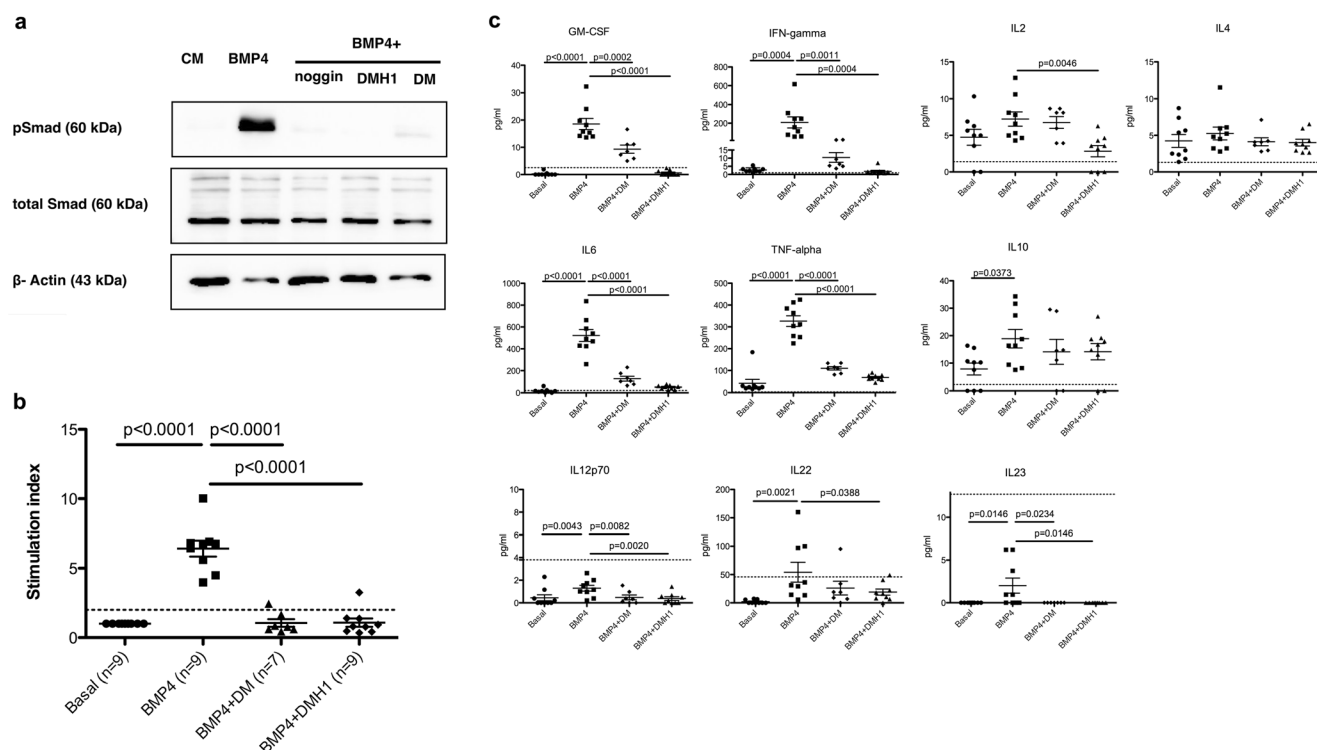 a
BMP4+
CM BMP4 noggin DMH1 DM
pSmad (60 kDa)
total Smad (60 kDa)
β- Actin (43 kDa)
b
Stimulation index
15
10
5
0
p<0.0001 p<0.0001
p<0.0001
Basal (n=9)
BMP4 (n=9)
BMP4+DM (n=7)
BMP4+DMH1 (n=9)
c
GM-CSF
p<0.0001 p=0.0002
p<0.0001
pg/ml
40
30
20
10
0
Basal
BMP4
BMP4+DM
BMP4+DMH1
IFN-gamma
p=0.0004 p=0.0011
p=0.0004
pg/ml
800
600
400
200
15
10
5
0
Basal
BMP4
BMP4+DM
BMP4+DMH1
IL2
p=0.0046
pg/ml
15
10
5
0
Basal
BMP4
BMP4+DM
BMP4+DMH1
IL4
pg/ml
15
10
5
0
Basal
BMP4
BMP4+DM
BMP4+DMH1
IL6
p<0.0001 p<0.0001
p<0.0001
pg/ml
1000
800
600
400
200
0
Basal
BMP4
BMP4+DM
BMP4+DMH1
TNF-alpha
p<0.0001 p<0.0001
p<0.0001
pg/ml
500
400
300
200
100
0
Basal
BMP4
BMP4+DM
BMP4+DMH1
IL10
p=0.0373
pg/ml
40
30
20
10
0
Basal
BMP4
BMP4+DM
BMP4+DMH1
IL12p70
p=0.0043 p=0.0082
p=0.0020
pg/ml
10
8
6
4
2
0
Basal
BMP4
BMP4+DM
BMP4+DMH1
IL22
p=0.0021 p=0.0388
pg/ml
200
150
100
50
0
Basal
BMP4
BMP4+DM
BMP4+DMH1
IL23
p=0.0146 p=0.0234
p=0.0146
pg/ml
10
5
0
Basal
BMP4
BMP4+DM
BMP4+DMH1